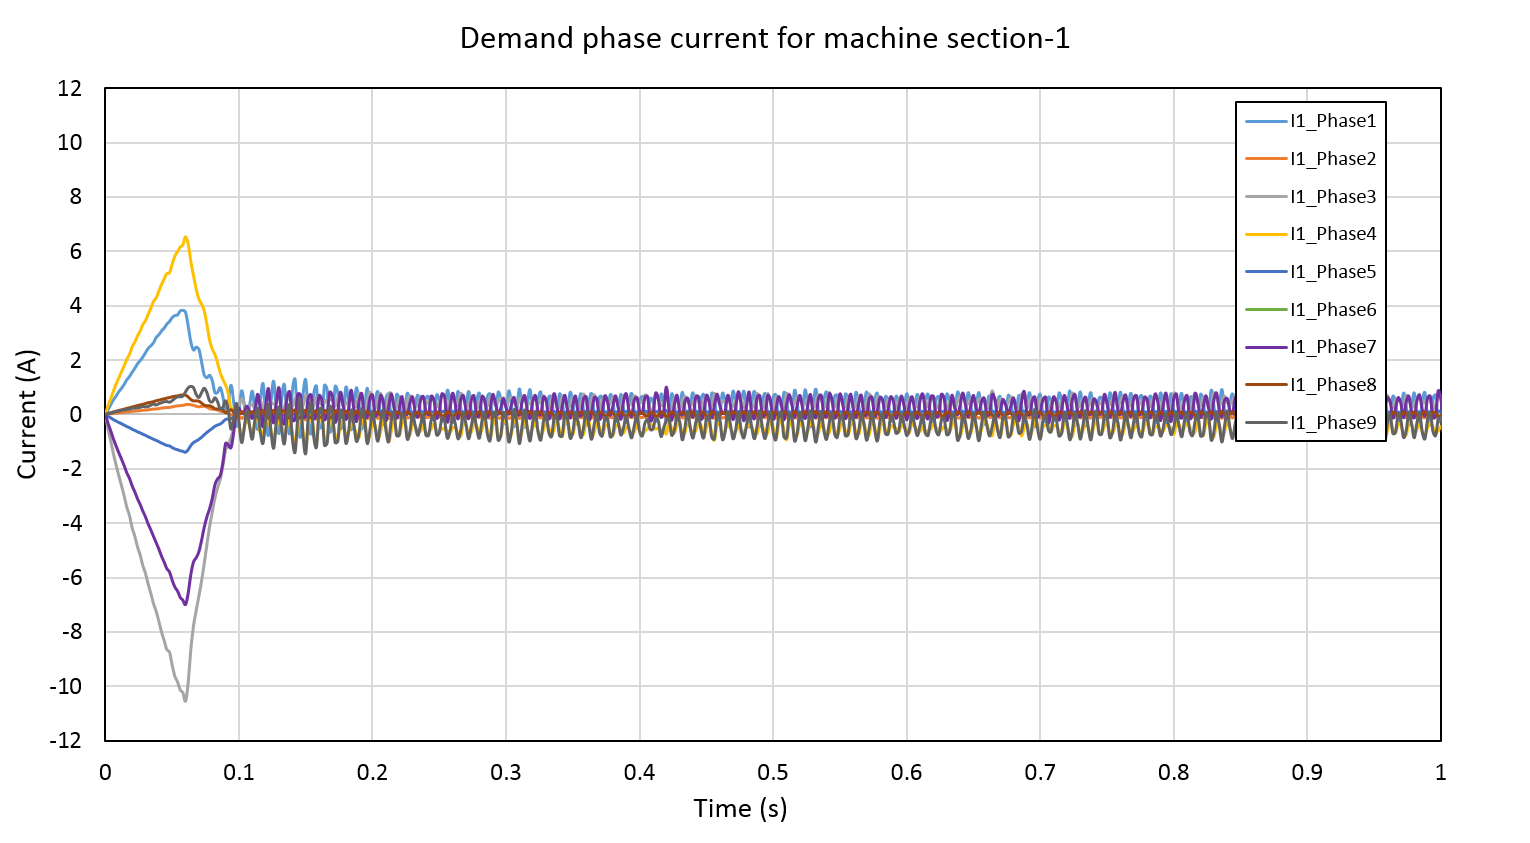 Demand phase current for machine section-1
12
10
8
6
4
2
0
-2
-4
-6
-8
-10
-12
Current (A)
I1_Phase1
I1_Phase2
I1_Phase3
I1_Phase4
I1_Phase5
I1_Phase6
I1_Phase7
I1_Phase8
I1_Phase9
0 0.1 0.2 0.3 0.4 0.5 0.6 0.7 0.8 0.9 1
Time (s)